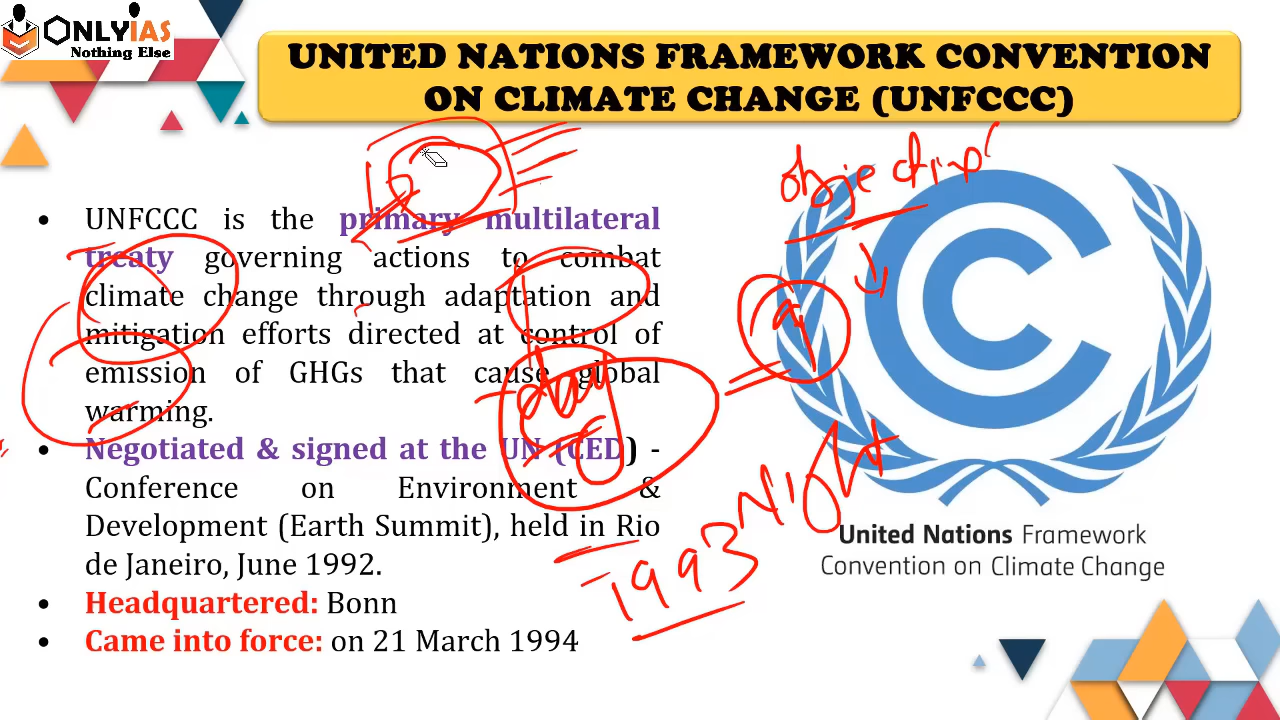 ONLYIAS
Nothing Else
UNITED NATIONS FRAMEWORK CONVENTION
ON CLIMATE CHANGE (UNFCCC)
• UNFCCC is the primary multilateral
treaty governing actions to combat
climate change through adaptation and
mitigation efforts directed at control of
emission of GHGs that cause global
warming.
• Negotiated & signed at the UN (CED) -
Conference on Environment &
Development (Earth Summit), held in Rio
de Janeiro, June 1992.
• Headquartered: Bonn
• Came into force: on 21 March 1994
day
1993
Night
United Nations Framework
Convention on Climate Change